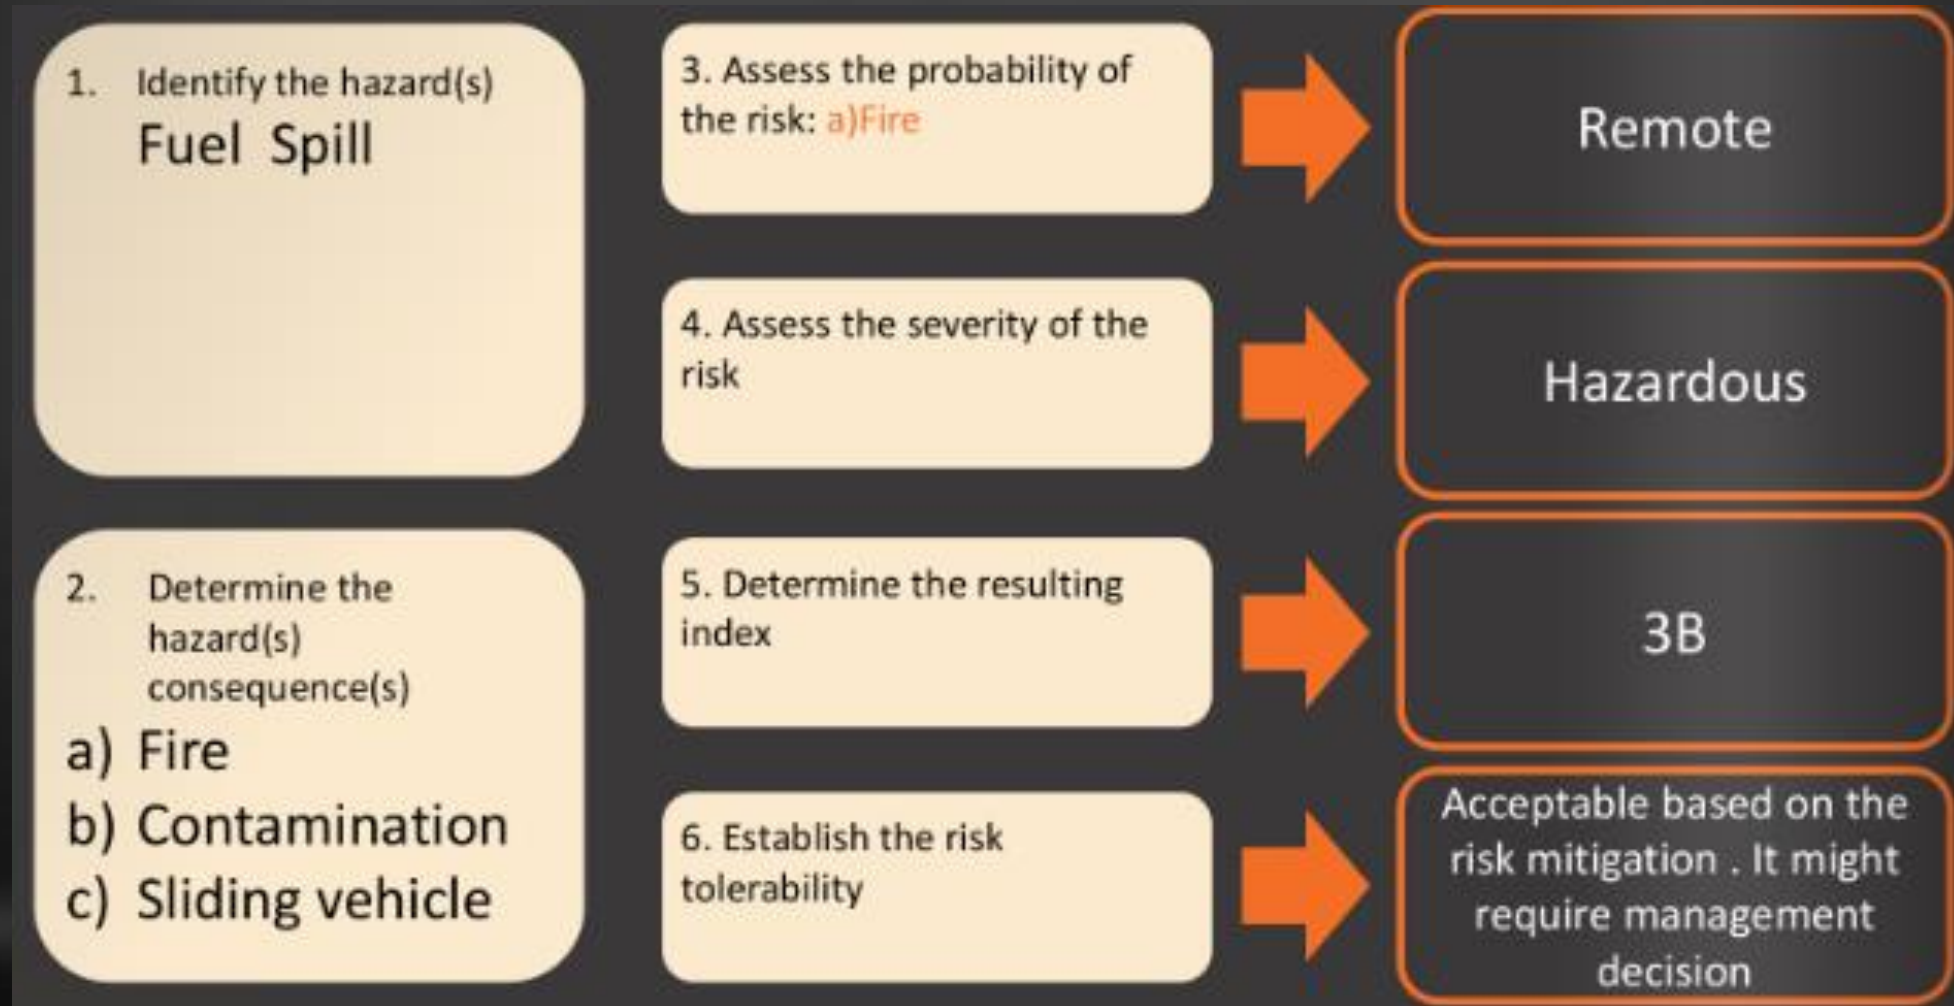 1. Identify the hazard(s)
Fuel Spill
2. Determine the
hazard(s)
consequence(s)
a) Fire
b) Contamination
c) Sliding vehicle
3. Assess the probability of
the risk: a)Fire
Remote
4. Assess the severity of the
risk
Hazardous
5. Determine the resulting
index
3B
6. Establish the risk
tolerability
Acceptable based on the
risk mitigation . It might
require management
decision